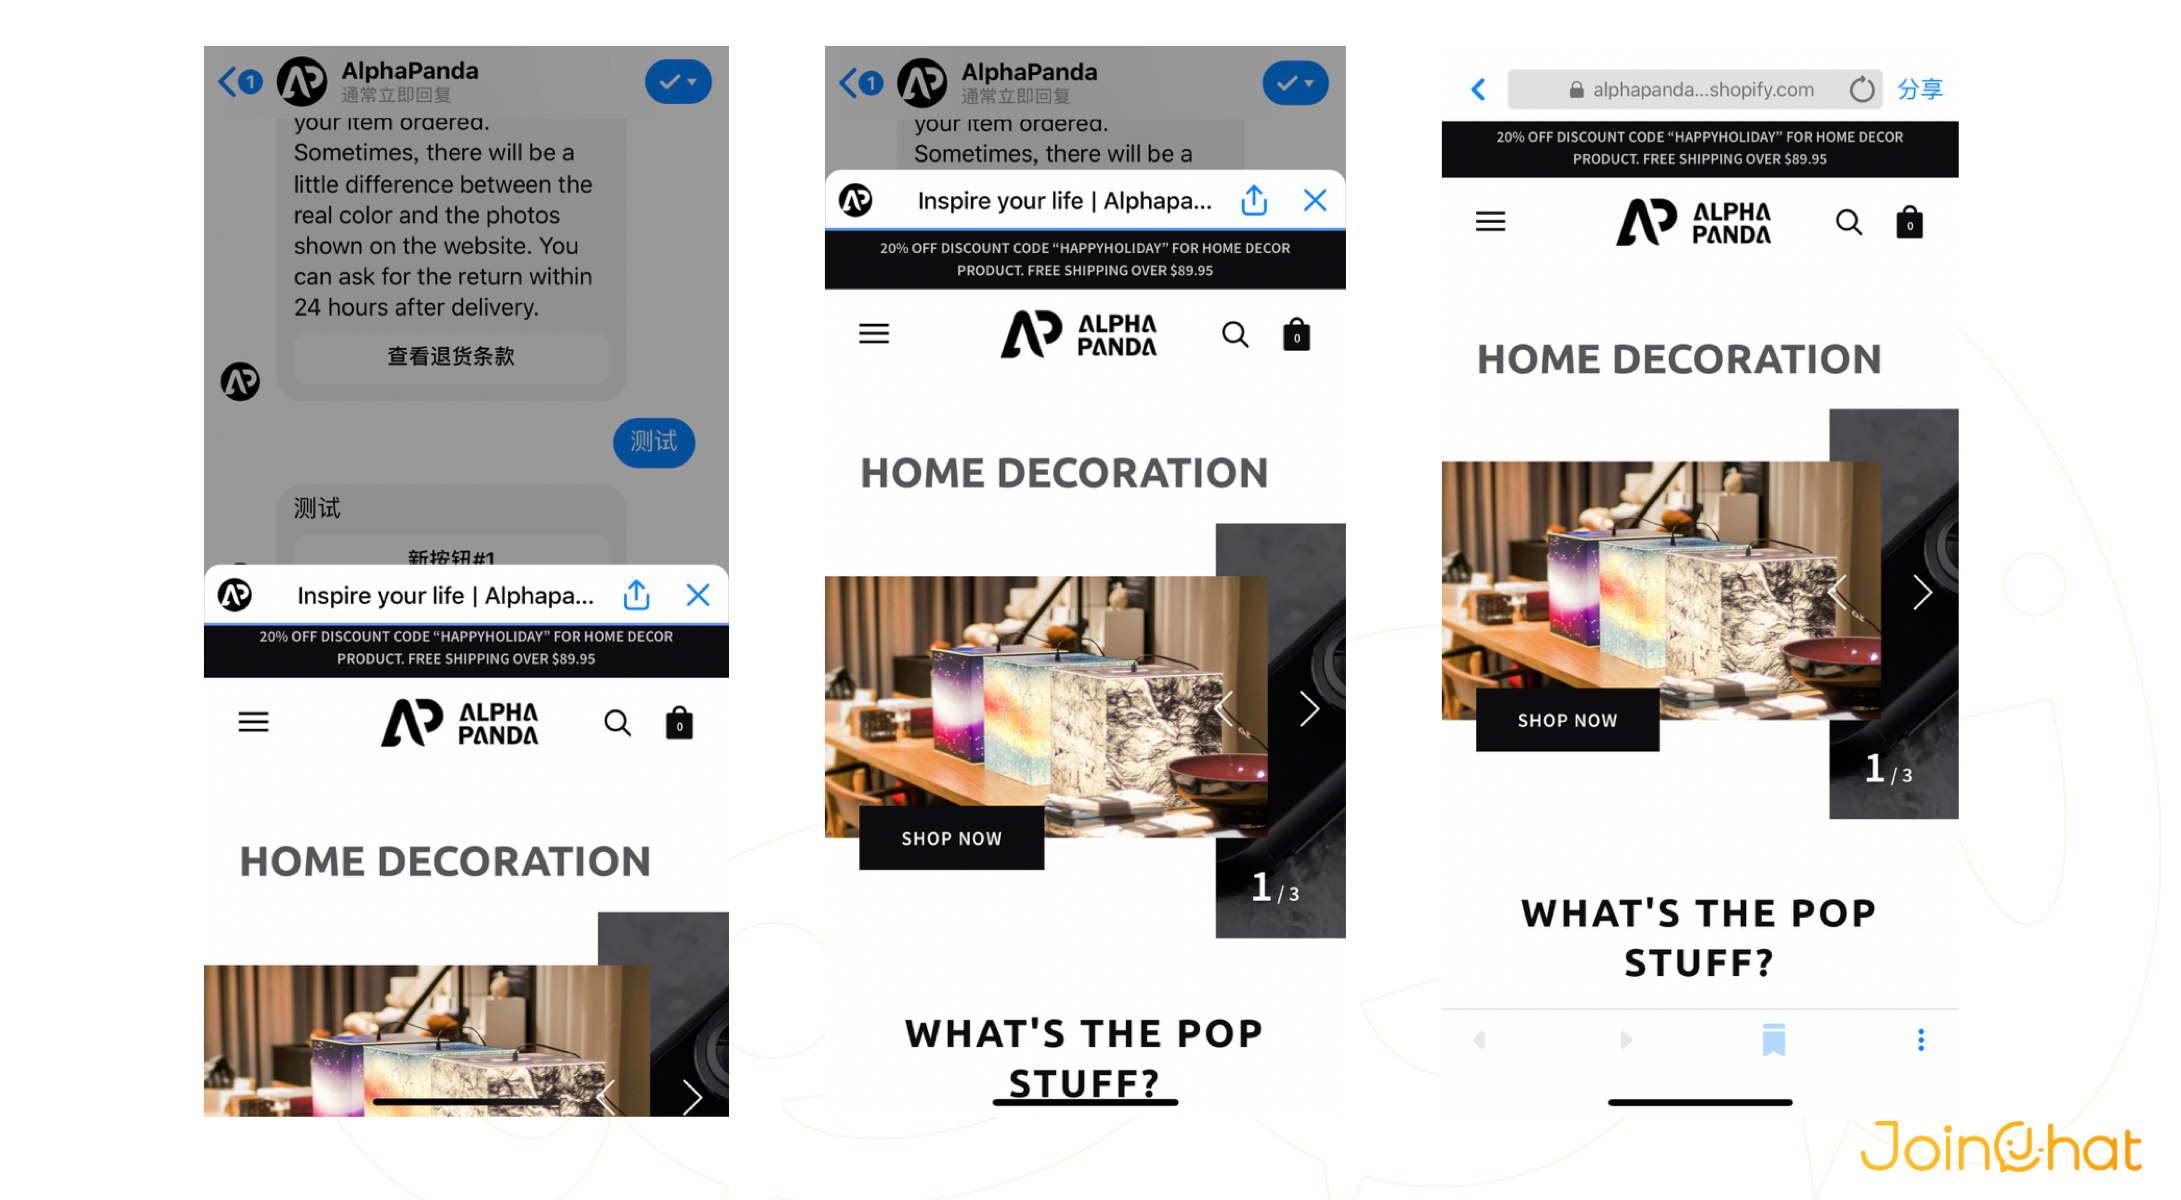 1
AlphaPanda
通常立即回复
your item ordered.
Sometimes, there will be a
little difference between the
real color and the photos
shown on the website. You
can ask for the return within
24 hours after delivery.
查看退货条款
测试
测试
新按钮#1
Inspire your life | Alphapa...
20% OFF DISCOUNT CODE “HAPPYHOLIDAY” FOR HOME DECOR
PRODUCT. FREE SHIPPING OVER $89.95
ALPHA
PANDA
0
HOME DECORATION
1
AlphaPanda
通常立即回复
your item ordered.
Sometimes, there will be a
Inspire your life | Alphapa...
20% OFF DISCOUNT CODE “HAPPYHOLIDAY” FOR HOME DECOR
PRODUCT. FREE SHIPPING OVER $89.95
ALPHA
PANDA
0
HOME DECORATION
SHOP NOW
1 / 3
WHAT'S THE POP
STUFF?
alphapanda...shopify.com
分享
20% OFF DISCOUNT CODE “HAPPYHOLIDAY” FOR HOME DECOR
PRODUCT. FREE SHIPPING OVER $89.95
ALPHA
PANDA
0
HOME DECORATION
SHOP NOW
1 / 3
WHAT'S THE POP
STUFF?
JoinChat